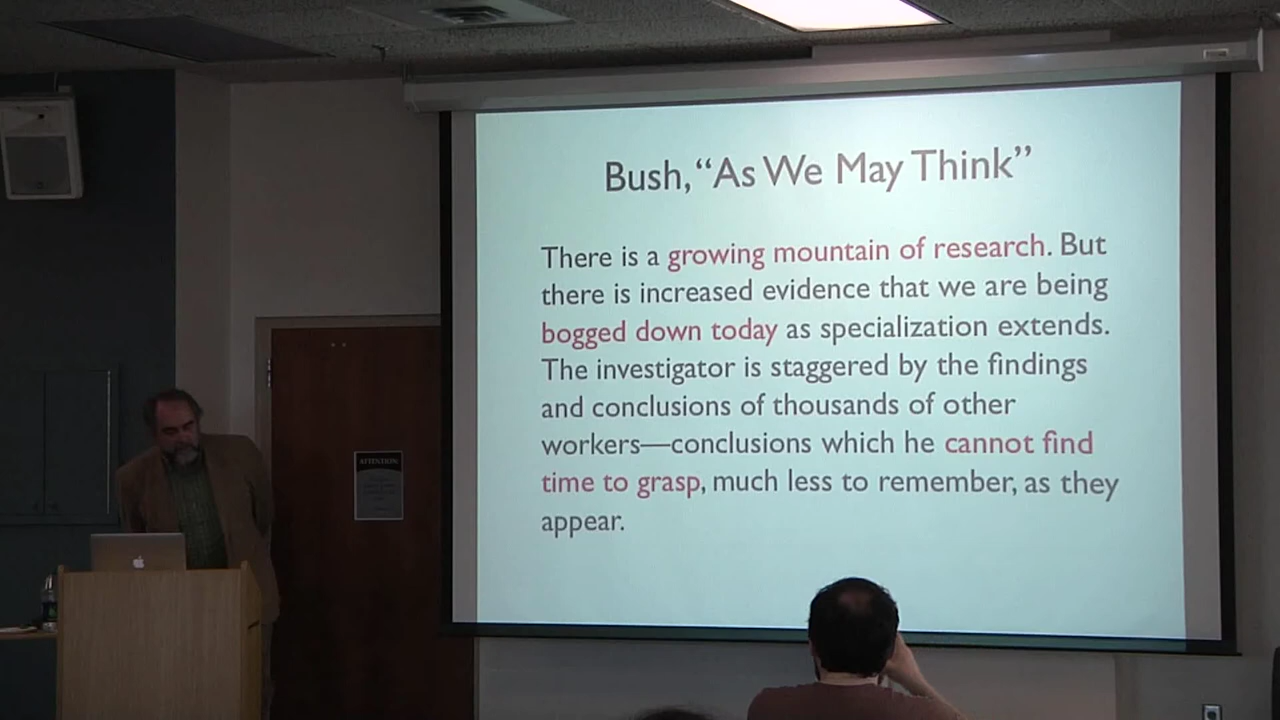 Bush, “As We May Think”
There is a growing mountain of research. But
there is increased evidence that we are being
bogged down today as specialization extends.
The investigator is staggered by the findings
and conclusions of thousands of other
workers—conclusions which he cannot find
time to grasp, much less to remember, as they
appear.
ATTENTION